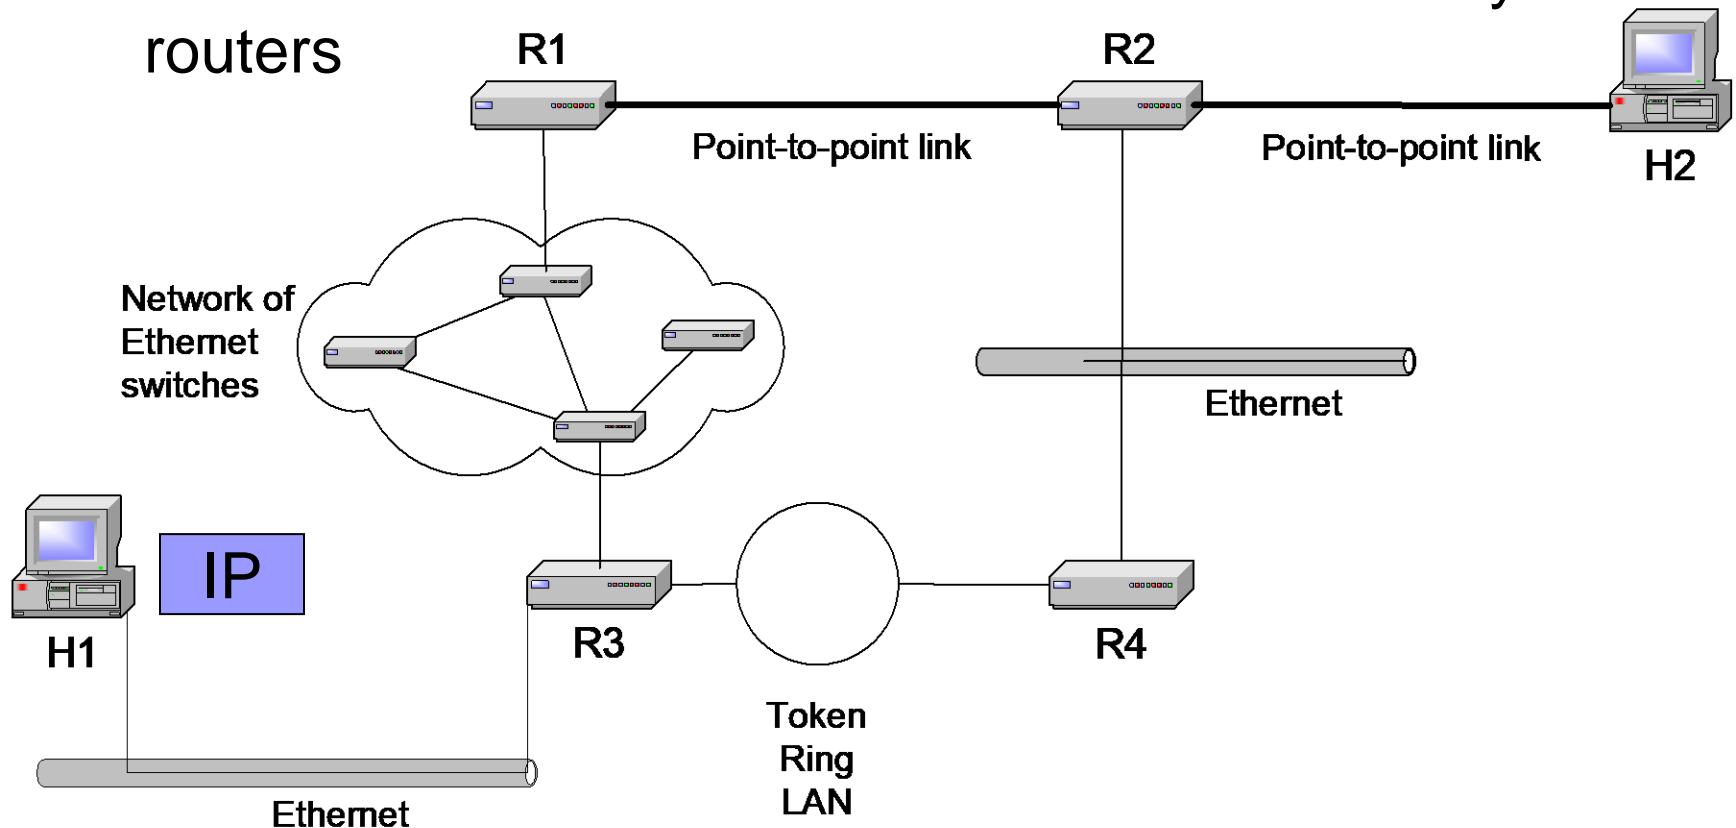 y
routers
R1
R2
Point-to-point link
Point-to-point link
H2
Network of
Ethernet
switches
Ethernet
IP
H1
R3
R4
Token
Ring
LAN
Ethernet